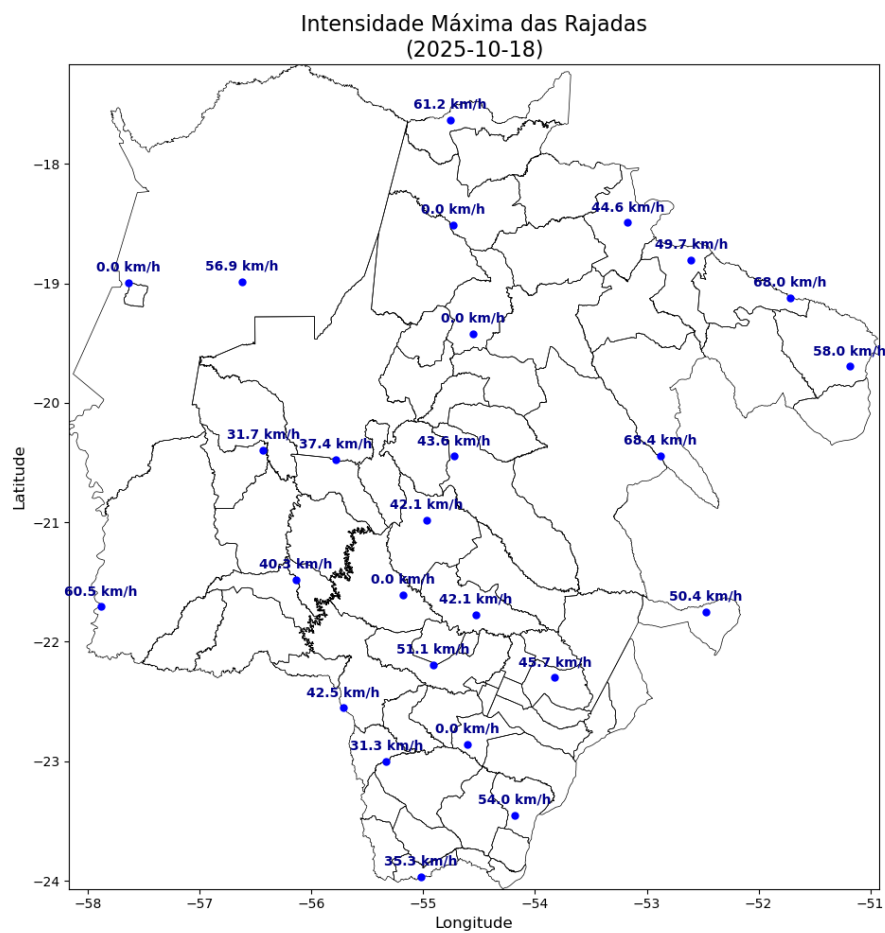 Intensidade Máxima das Rajadas
(2025-10-18)
61.2 km/h
0.0 km/h
44.6 km/h
49.7 km/h
0.0 km/h
56.9 km/h
68.0 km/h
0.0 km/h
58.0 km/h
31.7 km/h
37.4 km/h
43.6 km/h
68.4 km/h
42.1 km/h
40.3 km/h
0.0 km/h
60.5 km/h
42.1 km/h
50.4 km/h
51.1 km/h
45.7 km/h
42.5 km/h
0.0 km/h
31.3 km/h
54.0 km/h
35.3 km/h
−18
−19
−20
−21
−22
−23
−24
Latitude
−58
−57
−56
−55
−54
−53
−52
−51
Longitude